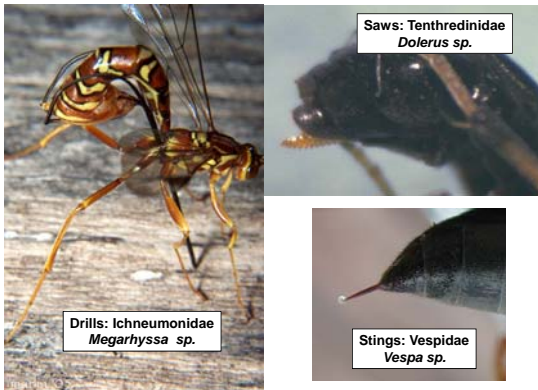 Saws: Tenthredinidae
Dolerus sp.
Drills: Ichneumonidae
Megarhyssa sp.
Stings: Vespidae
Vespa sp.